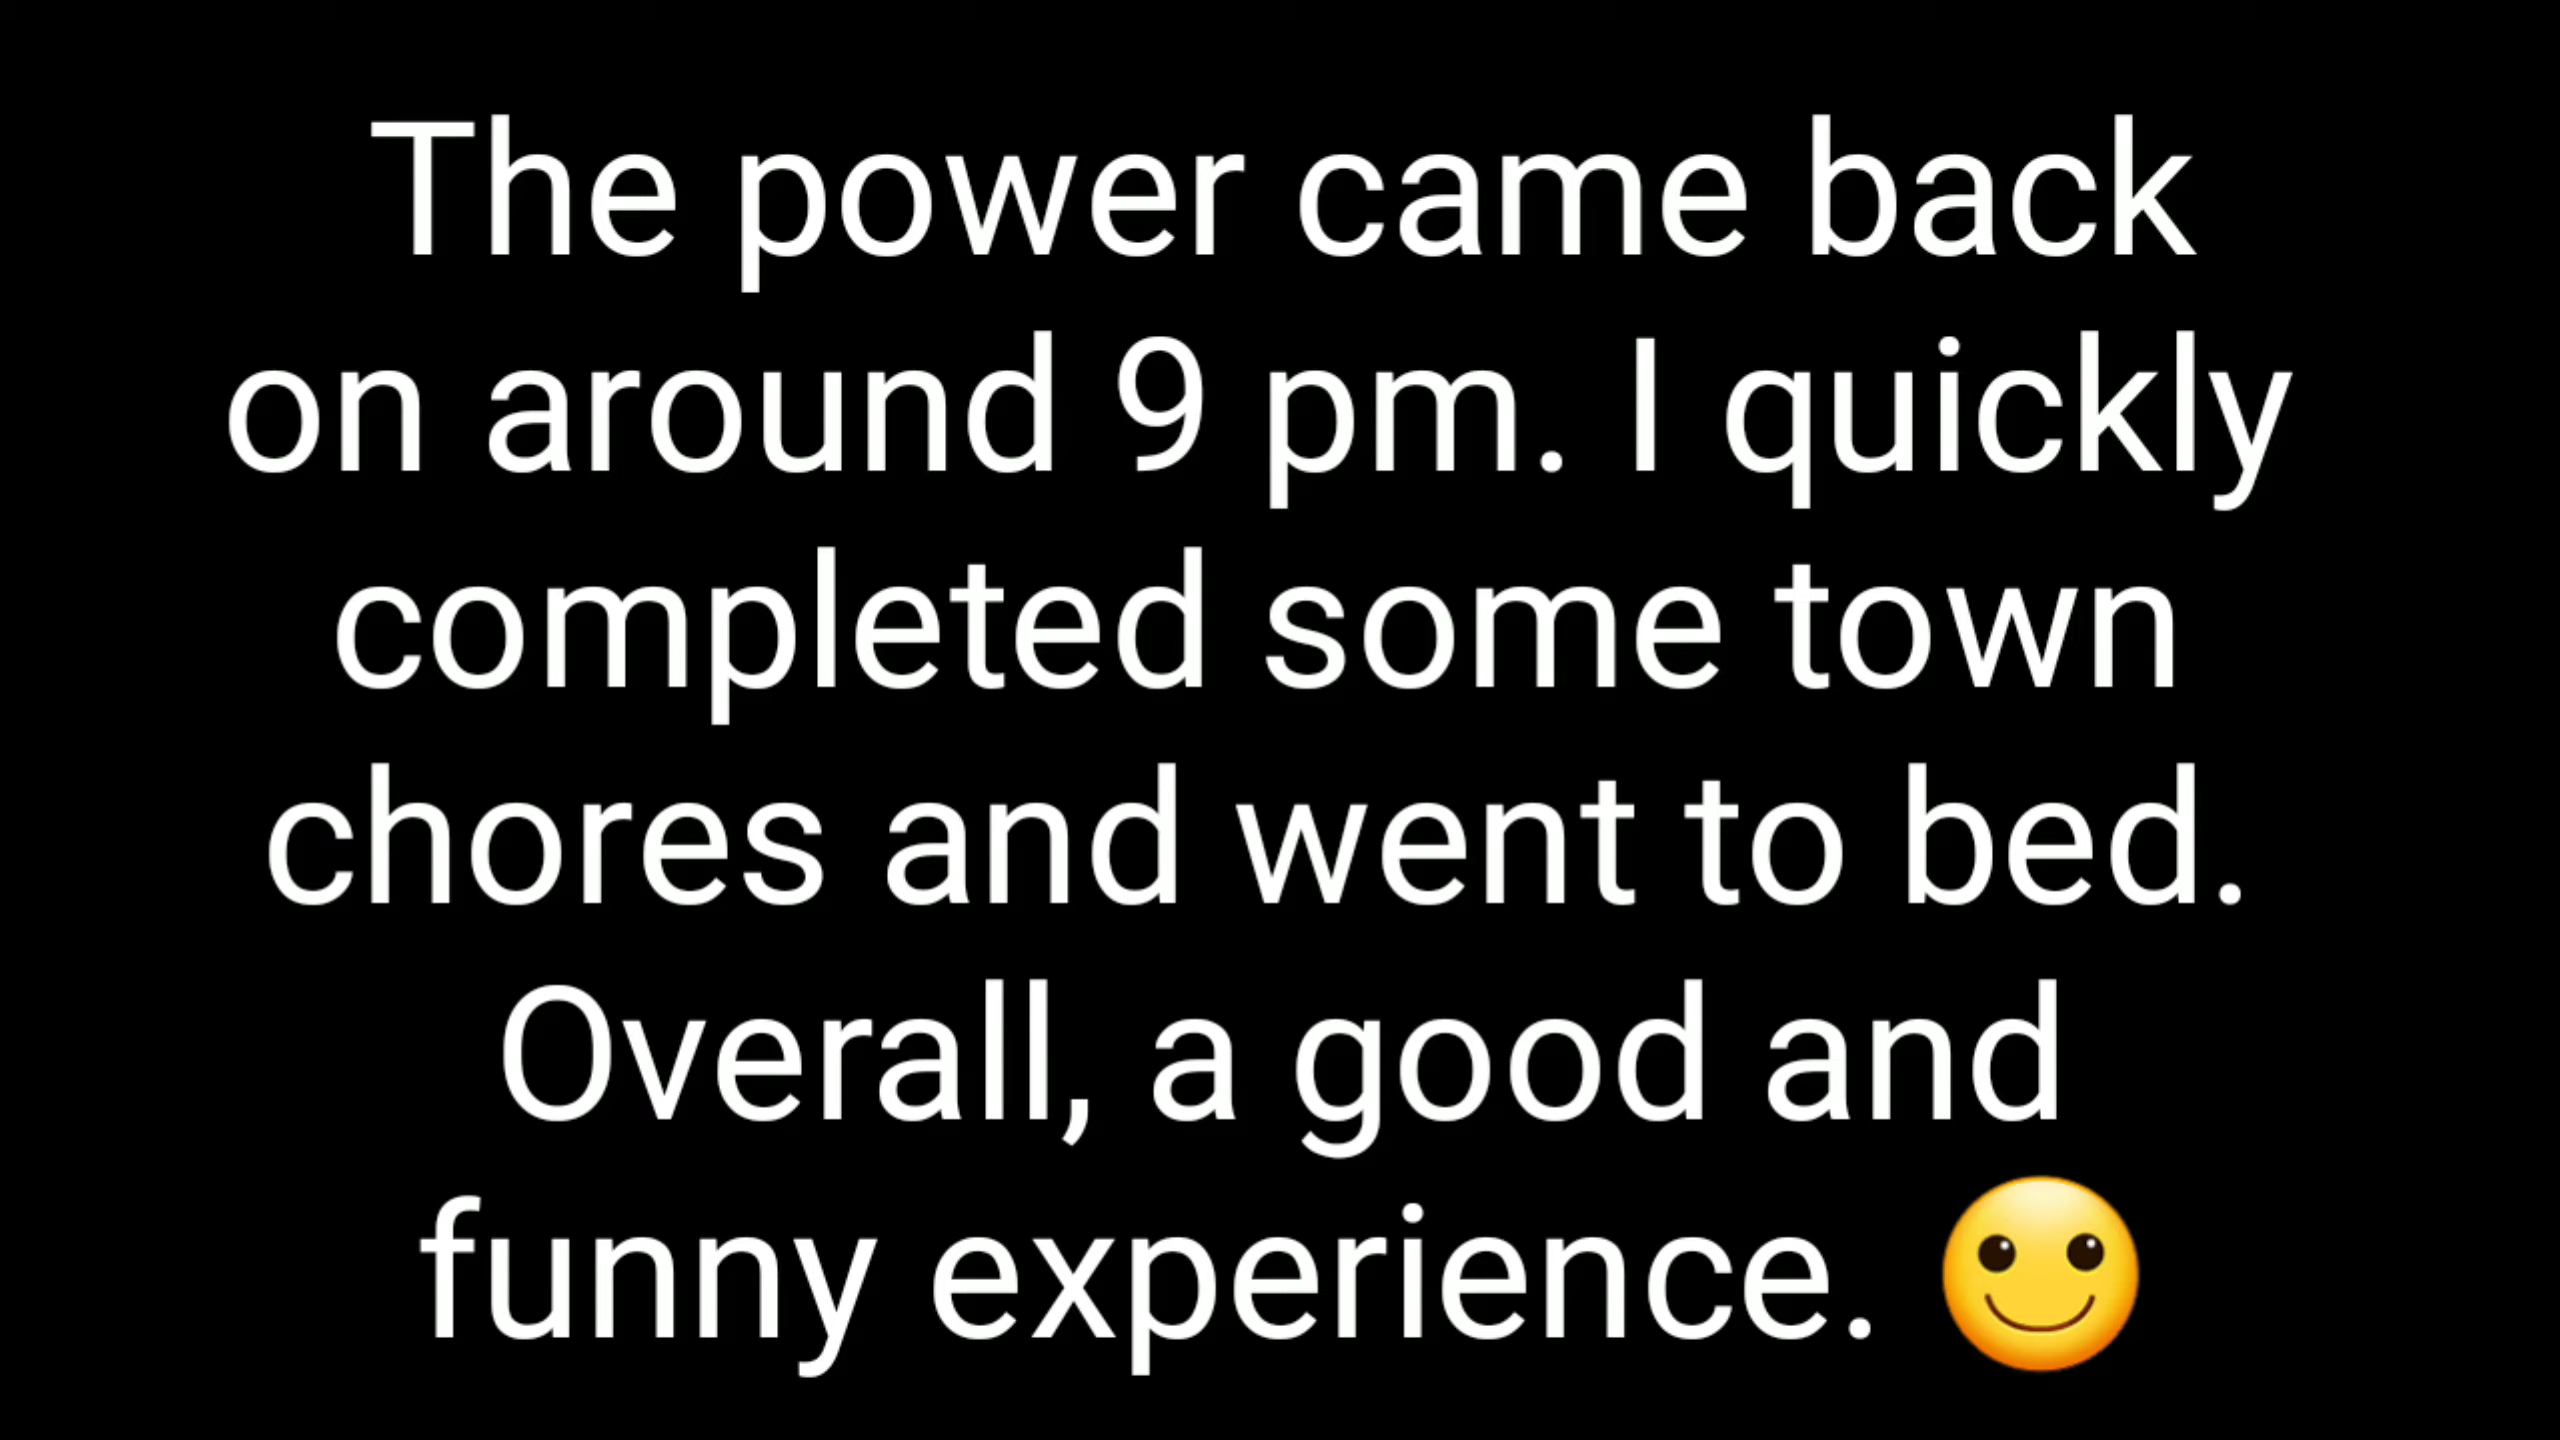 The power came back
on around 9 pm. I quickly
completed some town
chores and went to bed.
Overall, a good and
funny experience. 🙂